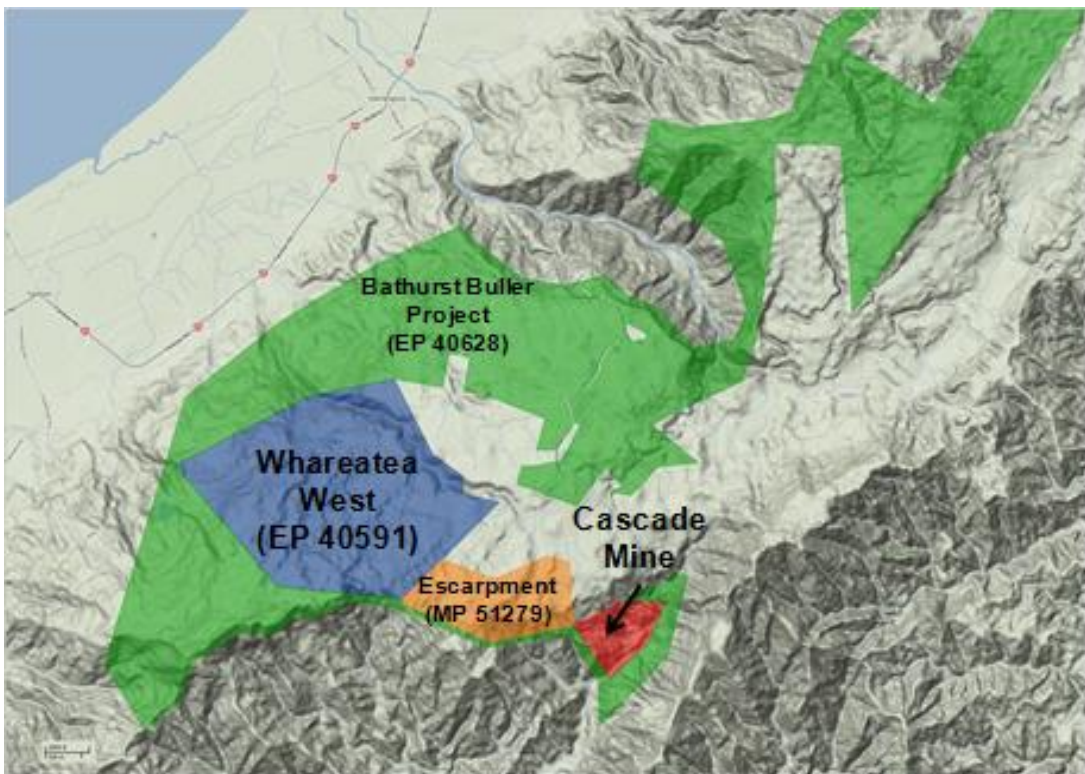 Bathurst Buller
Project
(EP 40628)
Whareatea
West
(EP 40591)
Cascade
Mine
Escarpment
(MP 51279)